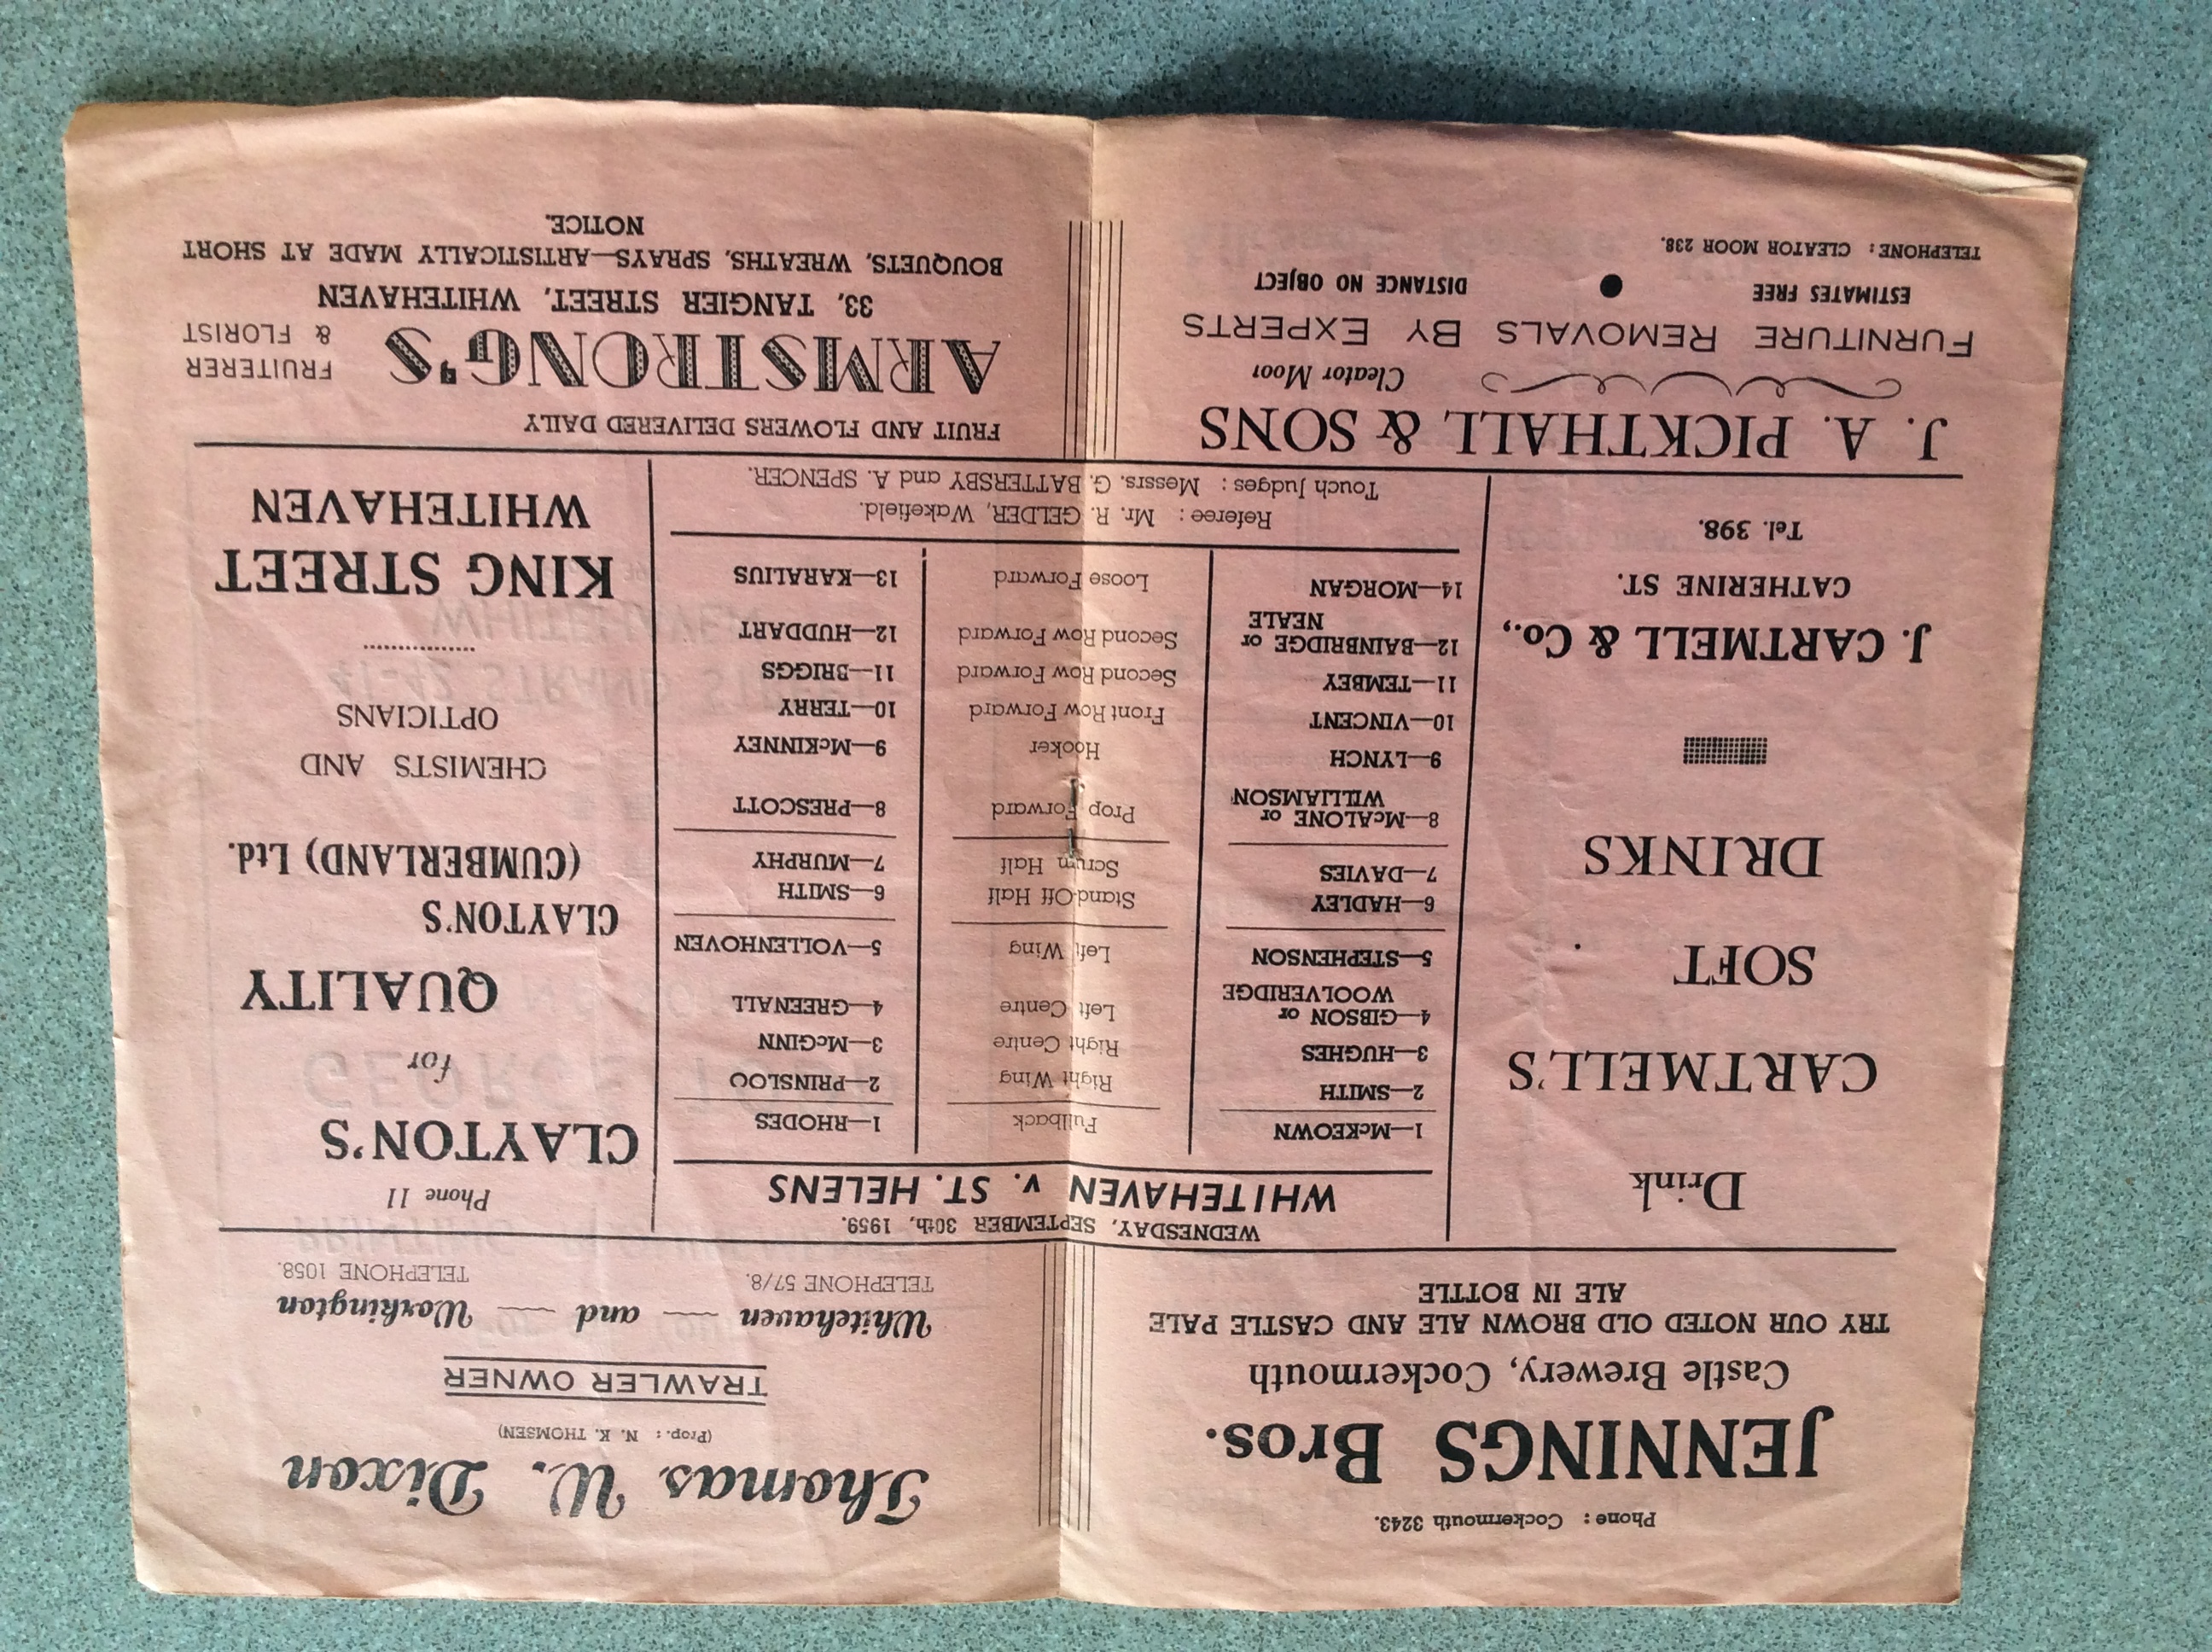 Phone : Cockermouth 3243.
JENNINGS Bros.
Castle Brewery, Cockermouth
TRY OUR NOTED OLD BROWN ALE AND CASTLE PALE
ALE IN BOTTLE
Thomas W. Dixon
(Prop. : N. K. THOMSEN)
TRAWLER OWNER
Whitehaven — and — Workington
TELEPHONE 57/8. TELEPHONE 1058.
Drink
CARTMELL'S
SOFT
DRINKS
J. CARTMELL & Co.,
CATHERINE ST.
Tel. 398.
WEDNESDAY, SEPTEMBER 30th, 1959.
WHITEHAVEN v. ST. HELENS
1—McKEOWN Fullback 1—RHODES
2—SMITH Right Wing 2—PRINSLOO
3—HUGHES Right Centre 3—McGINN
4—GIBSON or Left Centre 4—GREENALL
WOOLVERIDGE
5—STEPHENSON Left Wing 5—VOLLENHOVEN
6—HADLEY Stand-Off Half 6—SMITH
7—DAVIES Scrum Half 7—MURPHY
8—McALONE or Prop Forward 8—PRESCOTT
WILLIAMSON
9—LYNCH Hooker 9—McKINNEY
10—VINCENT Front Row Forward 10—TERRY
11—TEMBEY Second Row Forward 11—BRIGGS
12—BAINBRIDGE or Second Row Forward 12—HUDDART
NEALE
14—MORGAN Loose Forward 13—KARALIUS
Referee : Mr. R. GELDER, Wakefield.
Touch Judges : Messrs. G. BATTERSBY and A. SPENCER.
Phone 11
CLAYTON'S
for
QUALITY
CLAYTON'S
(CUMBERLAND) Ltd.
CHEMISTS AND
OPTICIANS
KING STREET
WHITEHAVEN
J. A. PICKTHALL & SONS
Cleator Moor
FURNITURE REMOVALS BY EXPERTS
ESTIMATES FREE ● DISTANCE NO OBJECT
TELEPHONE : CLEATOR MOOR 238.
FRUIT AND FLOWERS DELIVERED DAILY
ARMSTRONG'S FRUITERER
& FLORIST
33, TANGIER STREET, WHITEHAVEN
BOUQUETS, WREATHS, SPRAYS—ARTISTICALLY MADE AT SHORT
NOTICE.